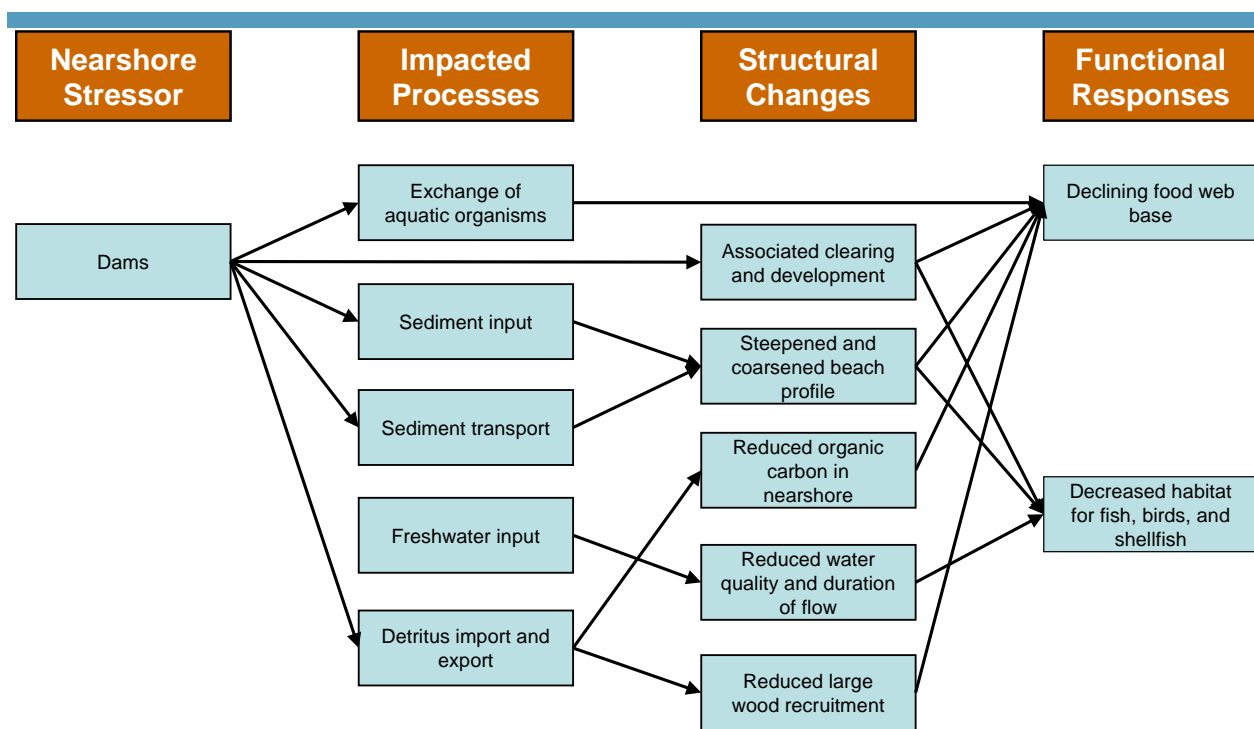 Nearshore
Stressor
Impacted
Processes
Structural
Changes
Functional
Responses
Dams
Exchange of
aquatic organisms
Sediment input
Sediment transport
Freshwater input
Detritus import and
export
Associated clearing
and development
Steepened and
coarsened beach
profile
Reduced organic
carbon in
nearshore
Reduced water
quality and duration
of flow
Reduced large
wood recruitment
Declining food web
base
Decreased habitat
for fish, birds, and
shellfish